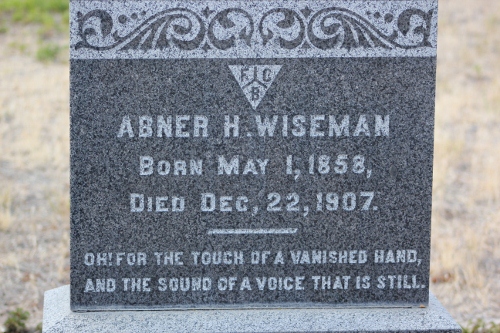 F C
B
ABNER H. WISEMAN
BORN MAY 1, 1858,
DIED DEC, 22, 1907.
OH! FOR THE TOUCH OF A VANISHED HAND,
AND THE SOUND OF A VOICE THAT IS STILL.